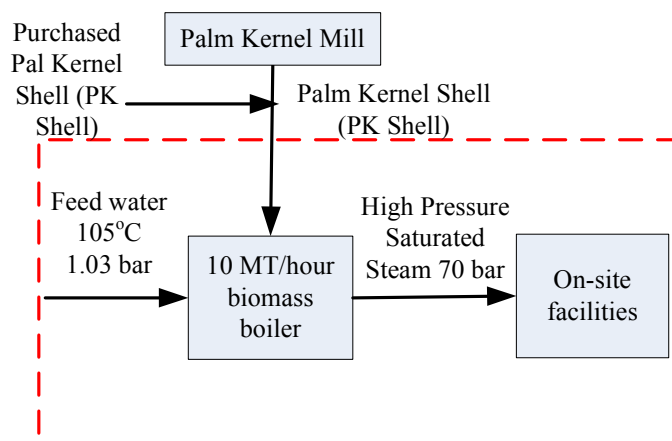 Purchased
Pal Kernel
Shell (PK
Shell)
Palm Kernel Mill
Palm Kernel Shell
(PK Shell)
Feed water
105°C
1.03 bar
10 MT/hour
biomass
boiler
High Pressure
Saturated
Steam 70 bar
On-site
facilities